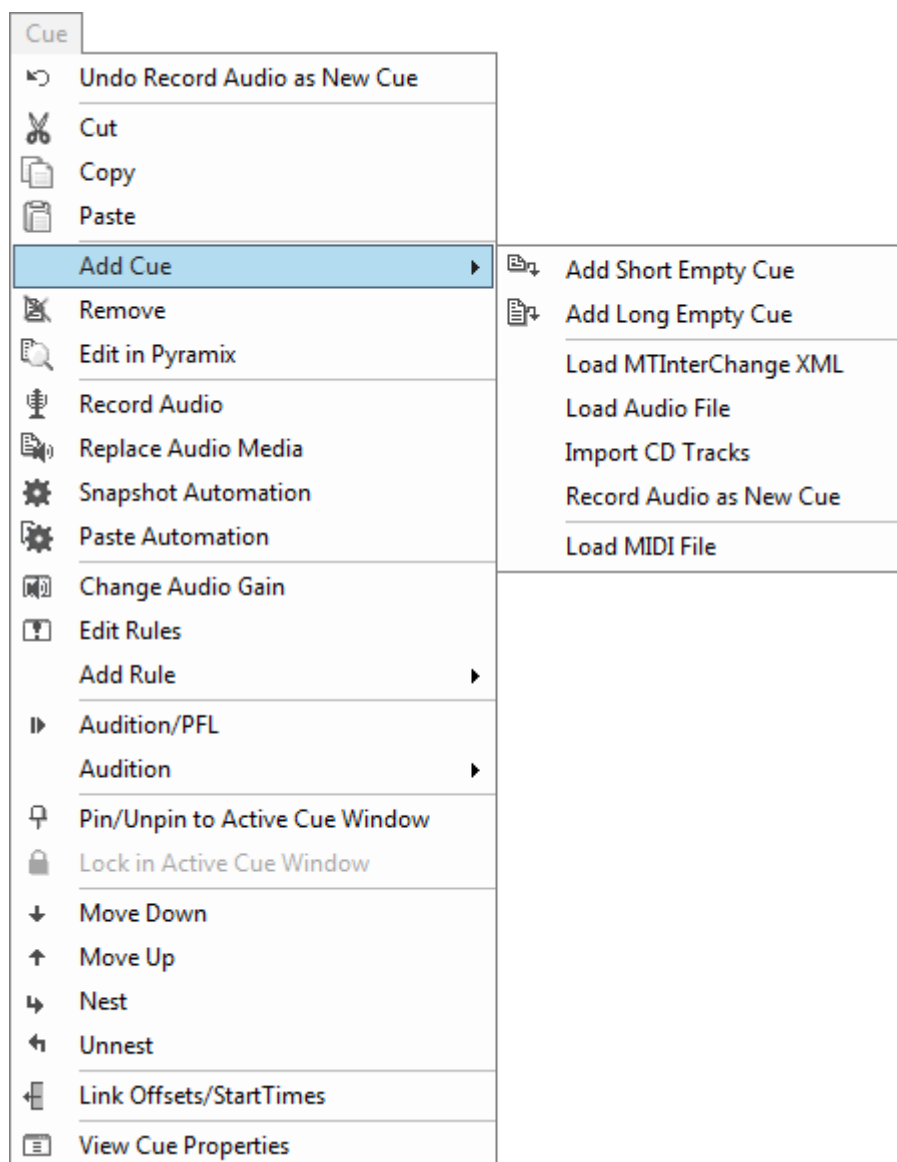 Cue
Undo Record Audio as New Cue
Cut
Copy
Paste
Add Cue
Remove
Edit in Pyramix
Record Audio
Replace Audio Media
Snapshot Automation
Paste Automation
Change Audio Gain
Edit Rules
Add Rule
Audition/PFL
Audition
Pin/Unpin to Active Cue Window
Lock in Active Cue Window
Move Down
Move Up
Nest
Unnest
Link Offsets/StartTimes
View Cue Properties
Add Short Empty Cue
Add Long Empty Cue
Load MTInterChange XML
Load Audio File
Import CD Tracks
Record Audio as New Cue
Load MIDI File